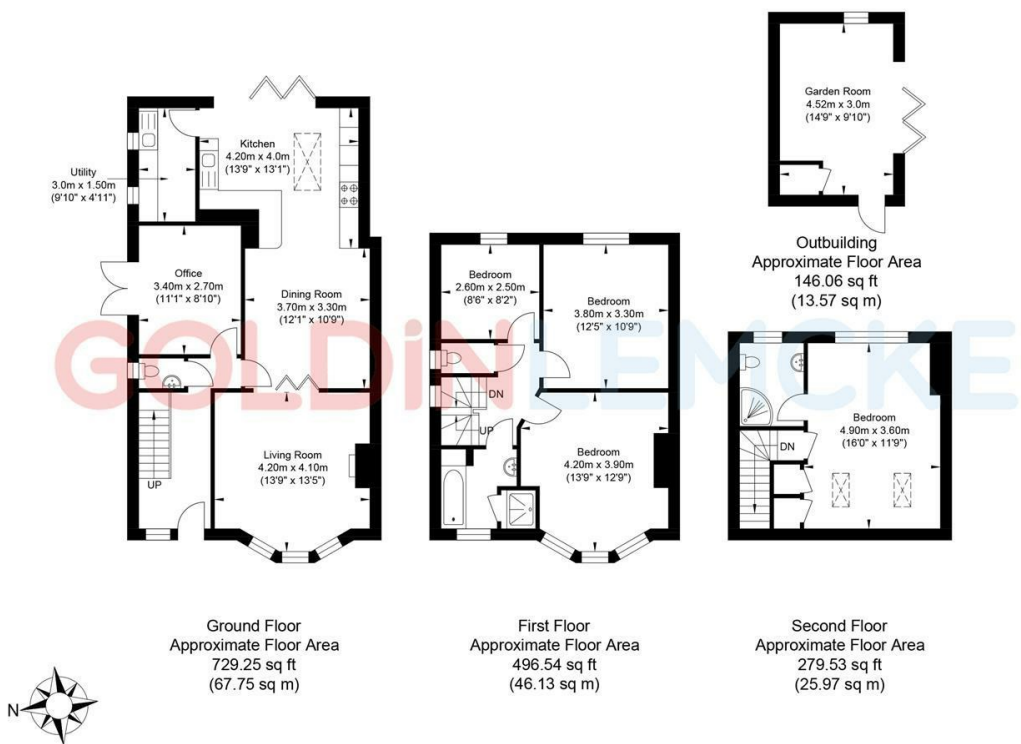 Kitchen
4.20m x 4.0m
(13'9" x 13'1")
Utility
3.0m x 1.50m
(9'10" x 4'11")
Office
3.40m x 2.70m
(11'1" x 8'10")
Dining Room
3.70m x 3.30m
(12'1" x 10'9")
Living Room
4.20m x 4.10m
(13'9" x 13'5")
UP
Ground Floor
Approximate Floor Area
729.25 sq ft
(67.75 sq m)
Bedroom
2.60m x 2.50m
(8'6" x 8'2")
Bedroom
3.80m x 3.30m
(12'5" x 10'9")
DN
UP
Bedroom
4.20m x 3.90m
(13'9" x 12'9")
First Floor
Approximate Floor Area
496.54 sq ft
(46.13 sq m)
Garden Room
4.52m x 3.0m
(14'9" x 9'10")
Outbuilding
Approximate Floor Area
146.06 sq ft
(13.57 sq m)
Bedroom
4.90m x 3.60m
(16'0" x 11'9")
DN
Second Floor
Approximate Floor Area
279.53 sq ft
(25.97 sq m)
GOLDiNLEMCKE
N